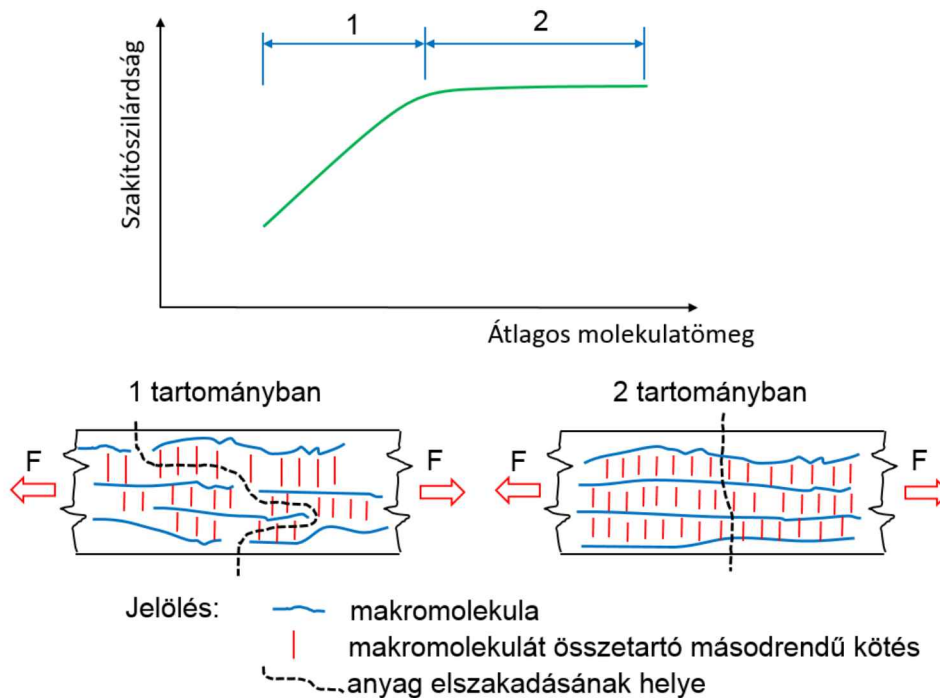 1
2
Szakítószilárdság
Átlagos molekulatömeg
1 tartományban
2 tartományban
F
F
F
F
Jelölés:
makromolekula
makromolekulát összetartó másodrendű kötés
anyag elszakadásának helye